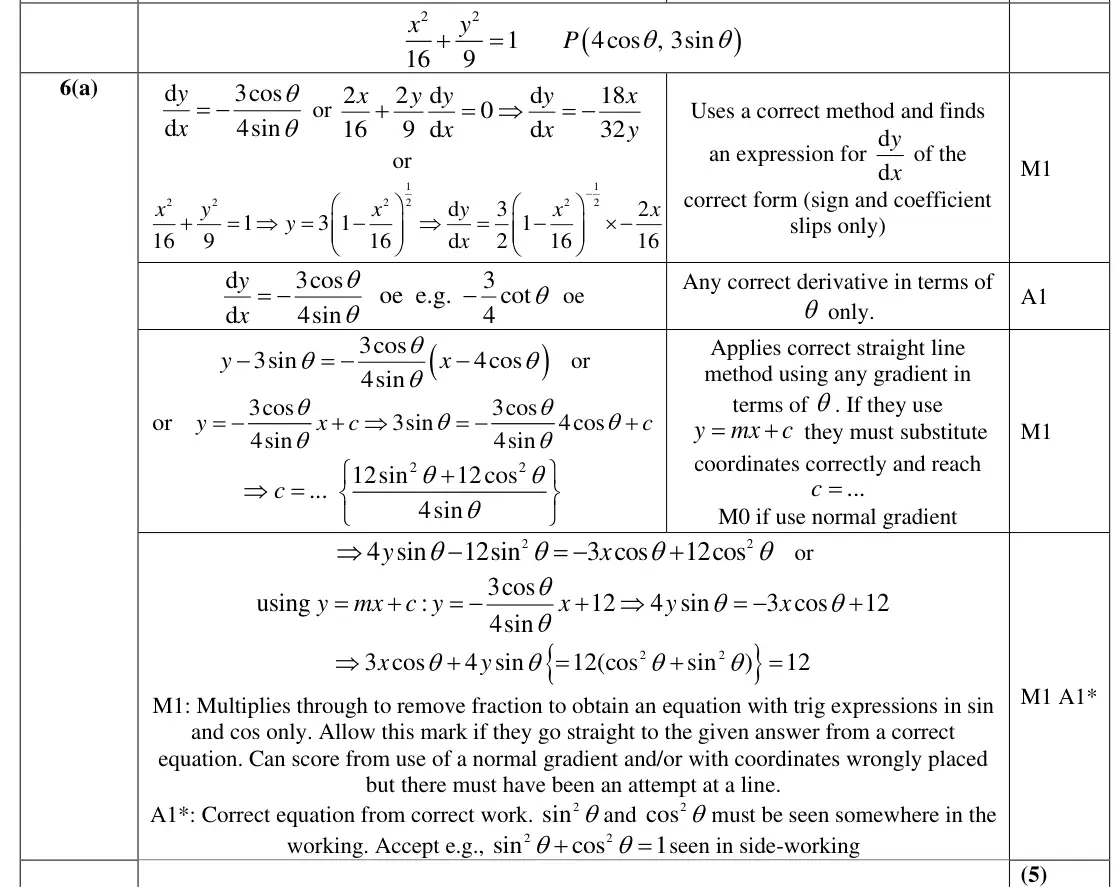 x²/16 + y²/9 = 1 P(4cosθ, 3sinθ)
6(a)
dy/dx = −3cosθ/4sinθ or 2x/16 + 2y/9 dy/dx = 0 ⇒ dy/dx = −18x/32y
or
x²/16 + y²/9 = 1 ⇒ y = 3(1 − x²/16)^(1/2) ⇒ dy/dx = 3/2(1 − x²/16)^(−1/2) × −2x/16
Uses a correct method and finds
an expression for dy/dx of the
correct form (sign and coefficient
slips only)
M1
dy/dx = −3cosθ/4sinθ oe e.g. −3/4 cotθ oe
Any correct derivative in terms of
θ only.
A1
y − 3sinθ = −3cosθ/4sinθ (x − 4cosθ) or
or y = −3cosθ/4sinθ x + c ⇒ 3sinθ = −3cosθ/4sinθ 4cosθ + c
⇒ c = ... {12sin²θ + 12cos²θ/4sinθ}
Applies correct straight line
method using any gradient in
terms of θ. If they use
y = mx + c they must substitute
coordinates correctly and reach
c = ...
M0 if use normal gradient
M1
⇒ 4y sinθ − 12sin²θ = −3x cosθ + 12cos²θ or
using y = mx + c : y = −3cosθ/4sinθ x + 12 ⇒ 4y sinθ = −3x cosθ + 12
⇒ 3x cosθ + 4y sinθ {= 12(cos²θ + sin²θ)} = 12
M1: Multiplies through to remove fraction to obtain an equation with trig expressions in sin
and cos only. Allow this mark if they go straight to the given answer from a correct
equation. Can score from use of a normal gradient and/or with coordinates wrongly placed
but there must have been an attempt at a line.
A1*: Correct equation from correct work. sin²θ and cos²θ must be seen somewhere in the
working. Accept e.g., sin²θ + cos²θ = 1 seen in side-working
M1 A1*
(5)